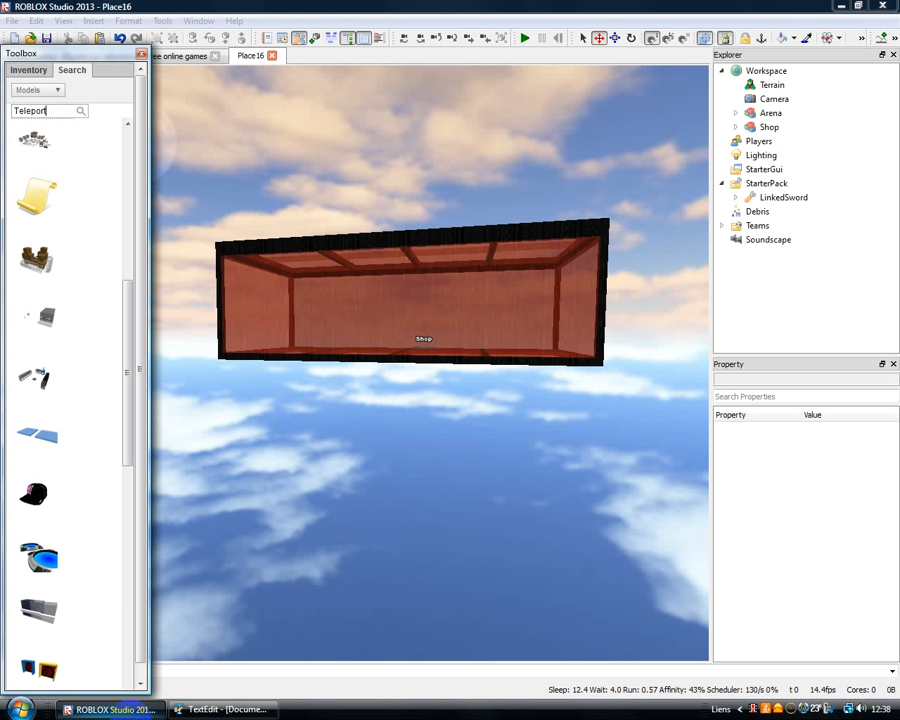 ROBLOX Studio 2013 - Place16
File Edit View Insert Format Tools Window Help
Toolbox
ee online games
Place16
Inventory Search
Models
Teleport
Shop
Explorer
Workspace
Terrain
Camera
Arena
Shop
Players
Lighting
StarterGui
StarterPack
LinkedSword
Debris
Teams
Soundscape
Property
Search Properties
Property Value
Sleep: 12.4 Wait: 4.0 Run: 0.57 Affinity: 43% Scheduler: 130/s 0% t 0 14.4fps Cores: 0 0B
ROBLOX Studio 201...
TextEdit - [Docume...
Liens
23°
12:38